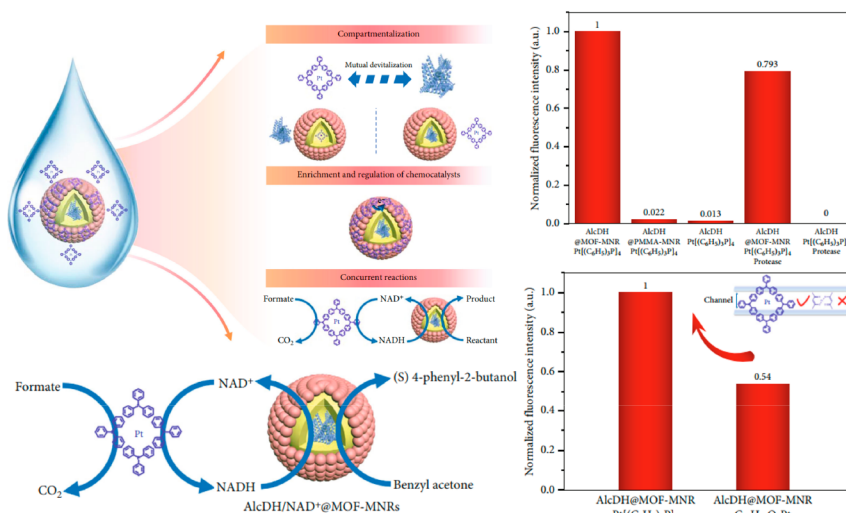 Compartmentalization
Pt
Mutual devitalization
Enrichment and regulation of chemocatalysts
Concurrent reactions
Formate
NAD⁺
Product
Pt
CO₂
NADH
Reactant
Formate
NAD⁺
(S) 4-phenyl-2-butanol
Pt
CO₂
NADH
Benzyl acetone
AlcDH/NAD⁺@MOF-MNRs
Normalized fluorescence intensity (a.u.)
1.0
0.8
0.6
0.4
0.2
0.0
1
0.022
0.013
0.793
0
AlcDH
@MOF-MNR
Pt[(C₆H₅)₃P]₄
AlcDH
@PMMA-MNR
Pt[(C₆H₅)₃P]₄
AlcDH
Pt[(C₆H₅)₃P]₄
AlcDH
@MOF-MNR
Pt[(C₆H₅)₃P]₄
Protease
AlcDH
Pt[(C₆H₅)₃P]
Protease
Normalized fluorescence intensity (a.u.)
1.0
0.8
0.6
0.4
0.2
0.0
1
0.54
Channel
Pt
AlcDH@MOF-MNR
AlcDH@MOF-MNR